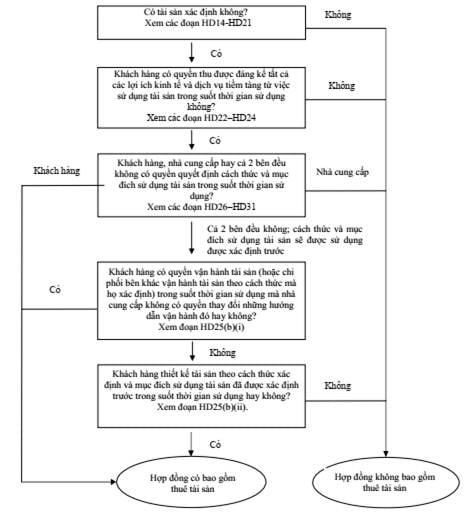 Có tài sản xác định không?
Xem các đoạn HD14-HD21
Không
Có
Khách hàng có quyền thu được đáng kể tất cả
các lợi ích kinh tế và dịch vụ tiềm tàng từ việc
sử dụng tài sản trong suốt thời gian sử dụng
không?
Xem các đoạn HD22–HD24
Không
Có
Khách hàng
Khách hàng, nhà cung cấp hay cả 2 bên đều
không có quyền quyết định cách thức và mục
đích sử dụng tài sản trong suốt thời gian sử
dụng?
Xem các đoạn HD26–HD31
Nhà cung cấp
Cả 2 bên đều không; cách thức và mục
đích sử dụng tài sản sẽ được sử dụng
được xác định trước
Có
Khách hàng có quyền vận hành tài sản (hoặc chi
phối bên khác vận hành tài sản theo cách thức mà
họ xác định) trong suốt thời gian sử dụng mà nhà
cung cấp không có quyền thay đổi những hướng
dẫn vận hành đó hay không?
Xem đoạn HD25(b)(i)
Không
Khách hàng thiết kế tài sản theo cách thức xác
định và mục đích sử dụng tài sản đã được xác định
trước trong suốt thời gian sử dụng hay không?
Xem đoạn HD25(b)(ii).
Không
Có
Hợp đồng có bao gồm
thuê tài sản
Hợp đồng không bao gồm
thuê tài sản